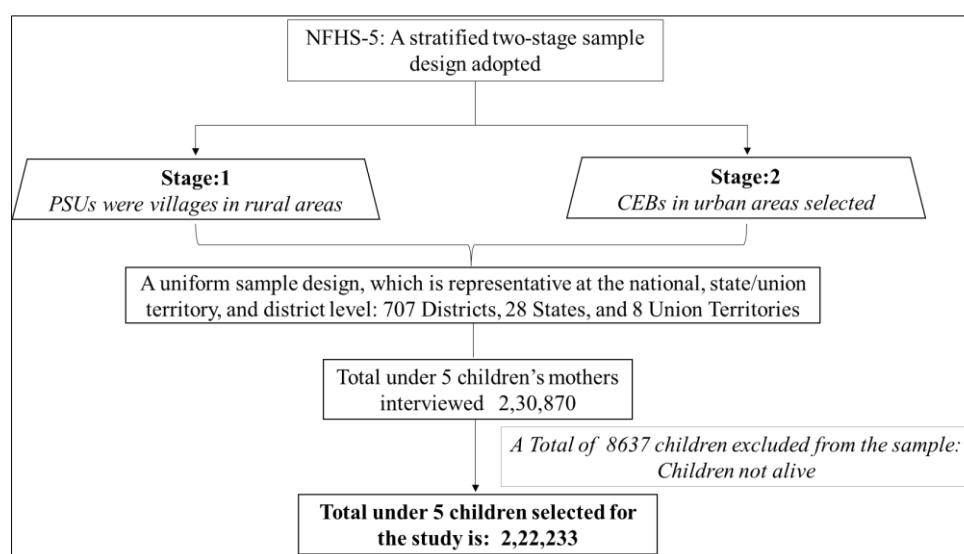 NFHS-5: A stratified two-stage sample
design adopted
Stage:1
PSUs were villages in rural areas
Stage:2
CEBs in urban areas selected
A uniform sample design, which is representative at the national, state/union
territory, and district level: 707 Districts, 28 States, and 8 Union Territories
Total under 5 children's mothers
interviewed 2,30,870
A Total of 8637 children excluded from the sample:
Children not alive
Total under 5 children selected for
the study is: 2,22,233